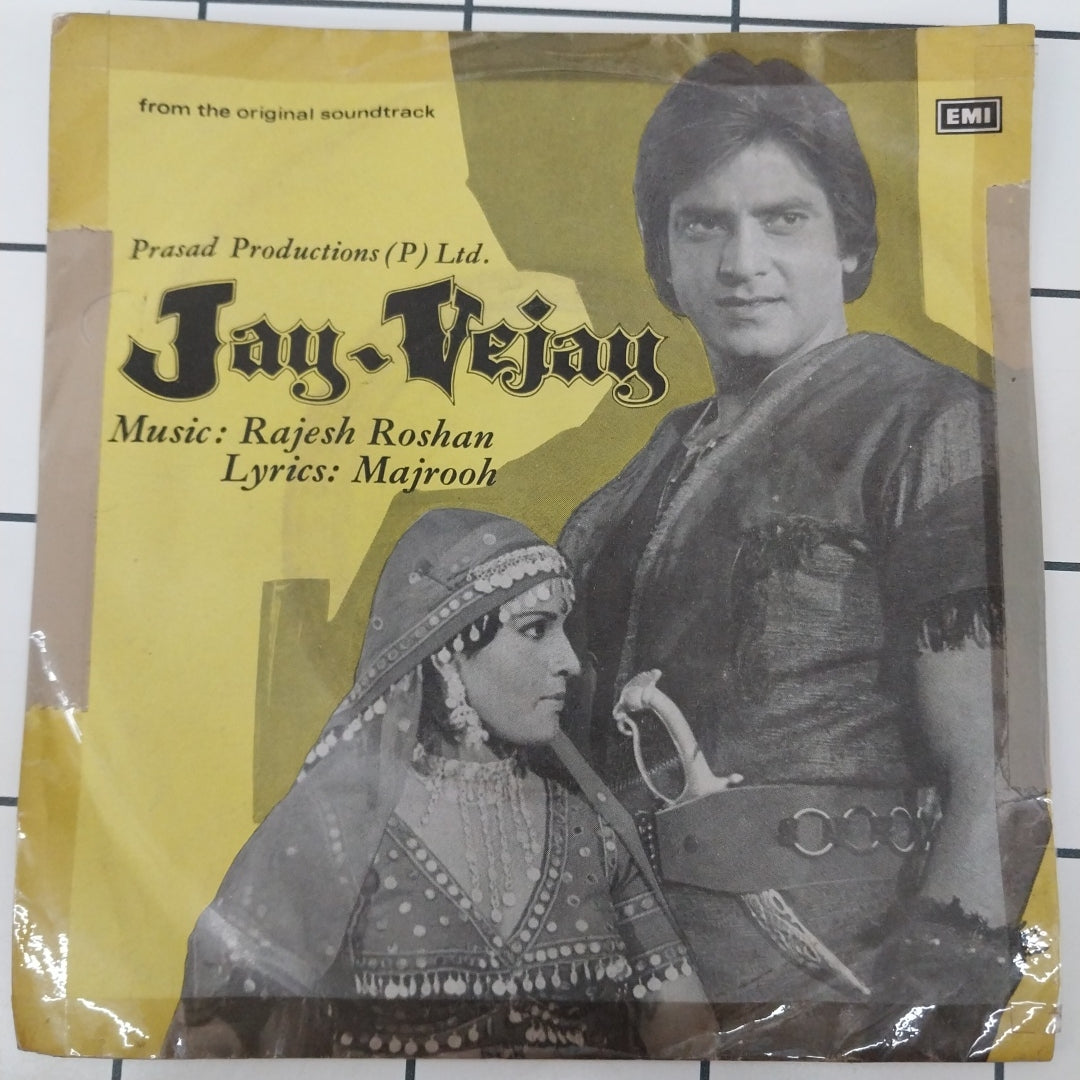 from the original soundtrack
EMI
Prasad Productions (P) Ltd.
Jay-Vejay
Music: Rajesh Roshan
Lyrics: Majrooh